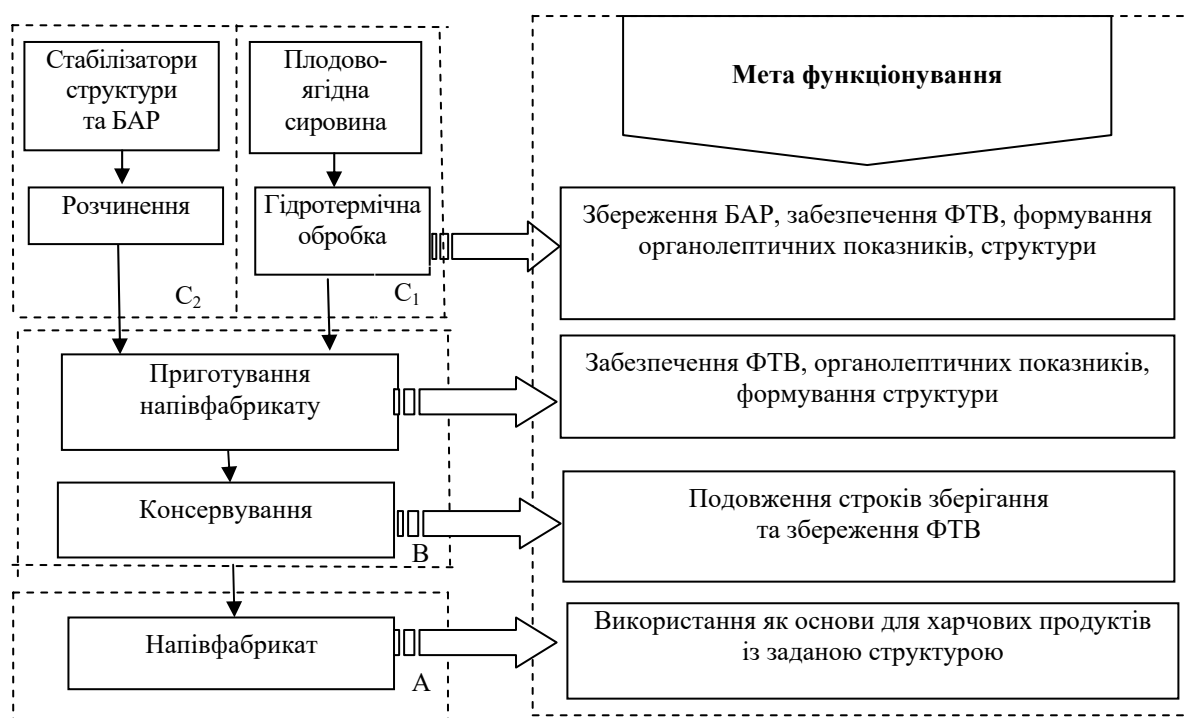 Стабілізатори
структури
та БАР
Плодово-
ягідна
сировина
Мета функціонування
Розчинення
Гідротермічна
обробка
Збереження БАР, забезпечення ФТВ, формування
органолептичних показників, структури
С₂
С₁
Приготування
напівфабрикату
Забезпечення ФТВ, органолептичних показників,
формування структури
Консервування
Подовження строків зберігання
та збереження ФТВ
В
Напівфабрикат
Використання як основи для харчових продуктів
із заданою структурою
А